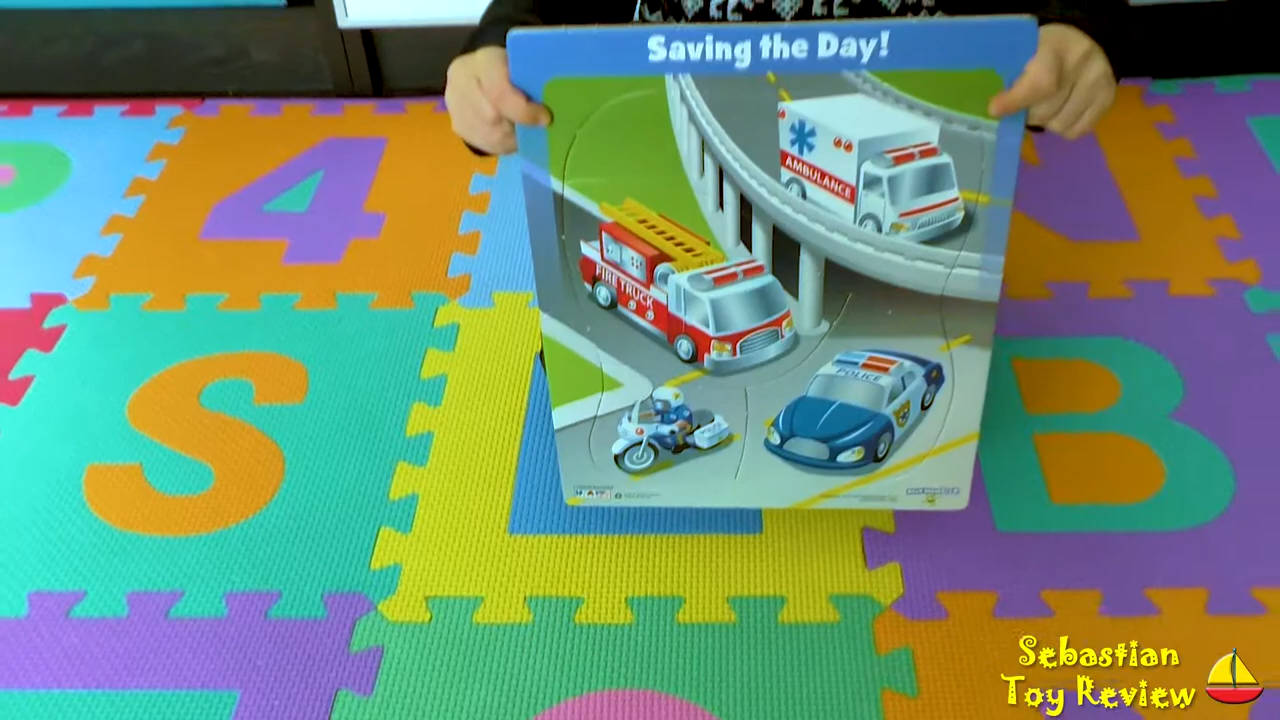 Saving the Day!
AMBULANCE
FIRE TRUCK
POLICE
4
S
B
Sebastian
Toy Review